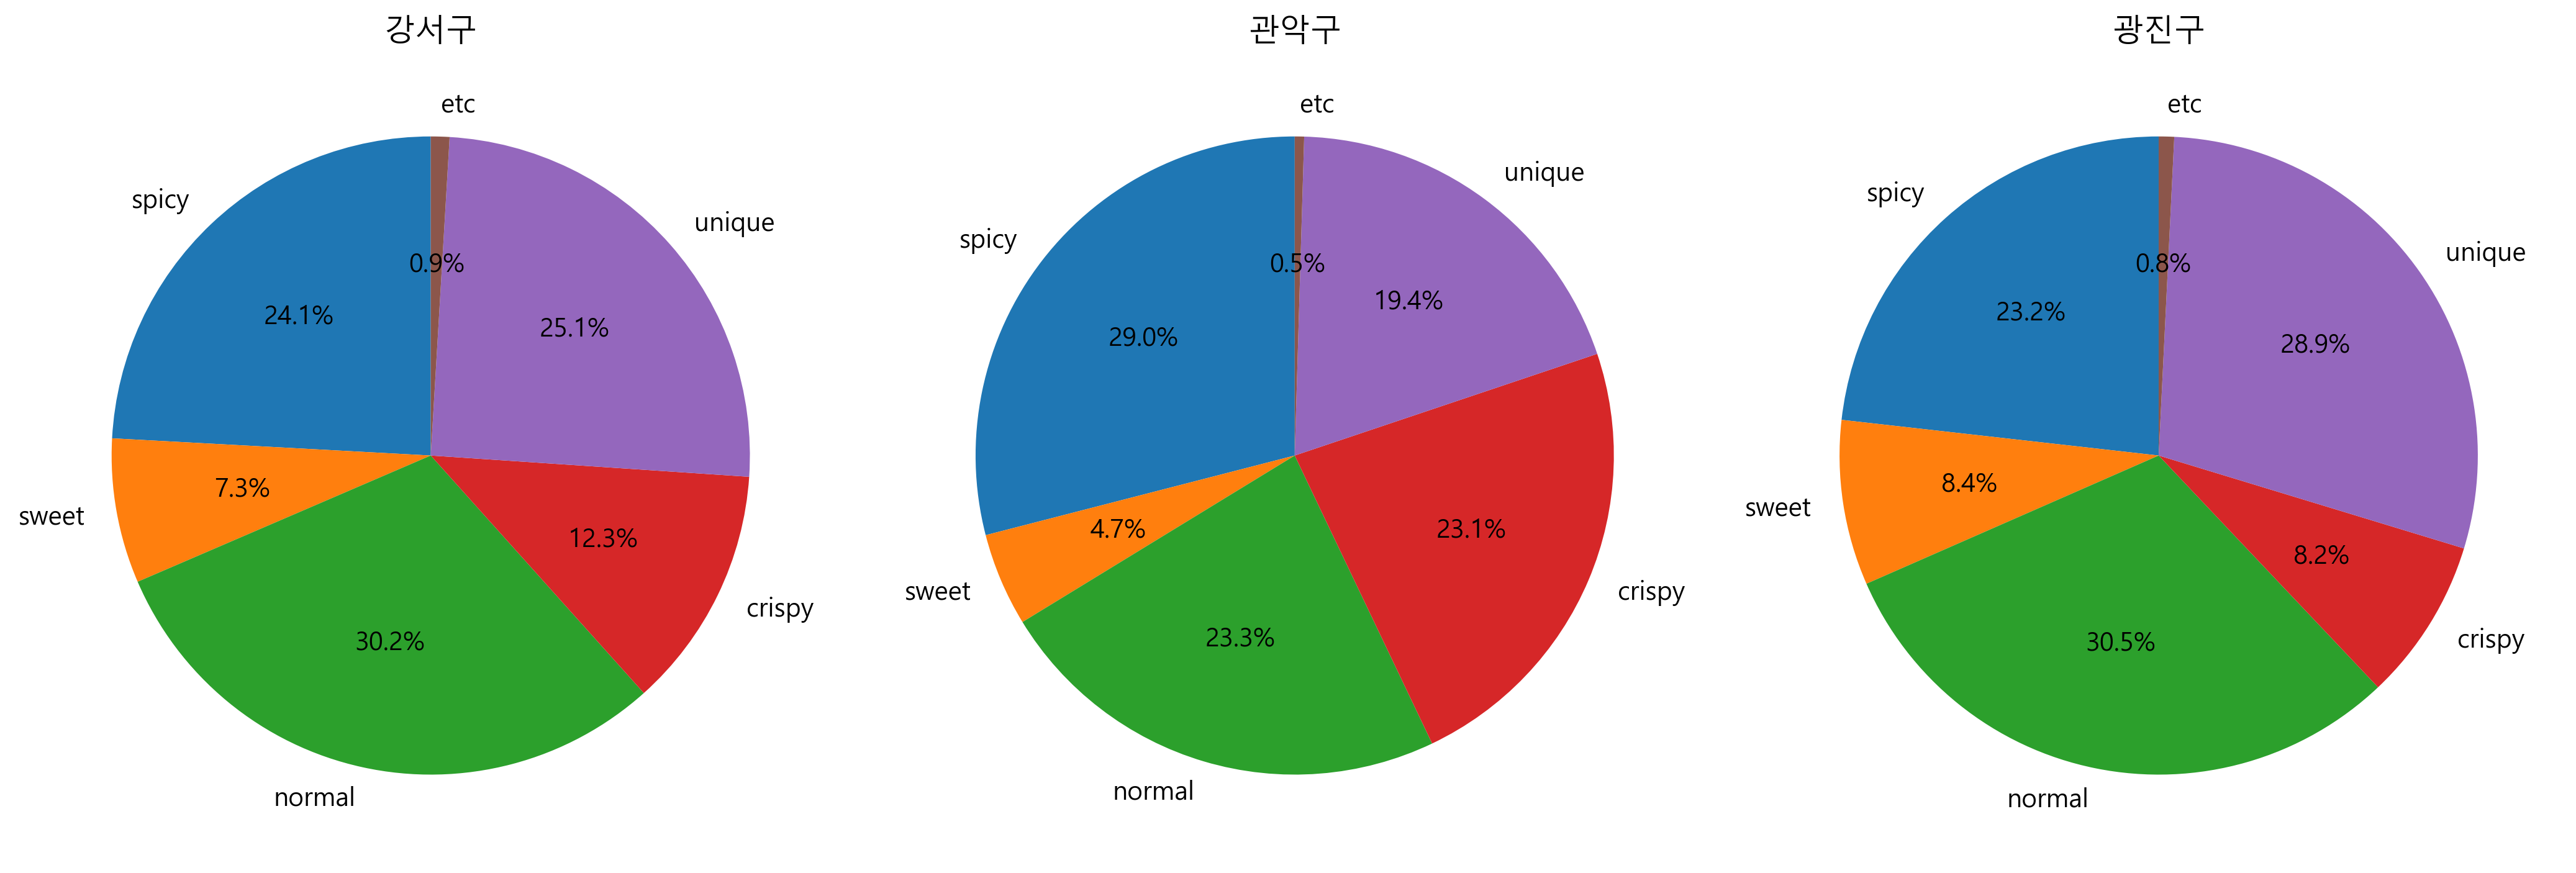 강서구
etc
spicy
unique
0.9%
24.1%
25.1%
7.3%
sweet
12.3%
crispy
30.2%
normal
관악구
etc
unique
spicy
0.5%
19.4%
29.0%
4.7%
23.1%
sweet
crispy
23.3%
normal
광진구
etc
spicy
unique
0.8%
23.2%
28.9%
8.4%
sweet
8.2%
crispy
30.5%
normal